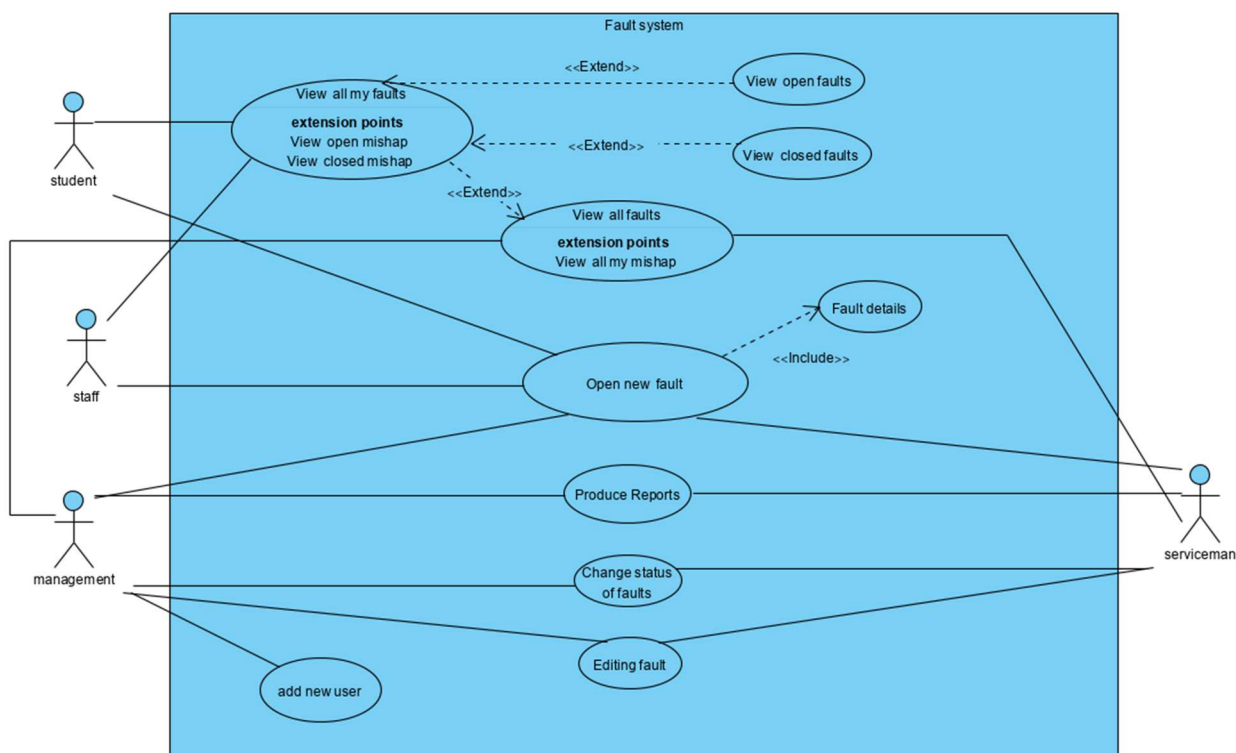 Fault system
<<Extend>>
View open faults
View all my faults
extension points
View open mishap
View closed mishap
<<Extend>>
View closed faults
student
<<Extend>>
View all faults
extension points
View all my mishap
Fault details
<<Include>>
staff
Open new fault
Produce Reports
management
serviceman
Change status
of faults
Editing fault
add new user